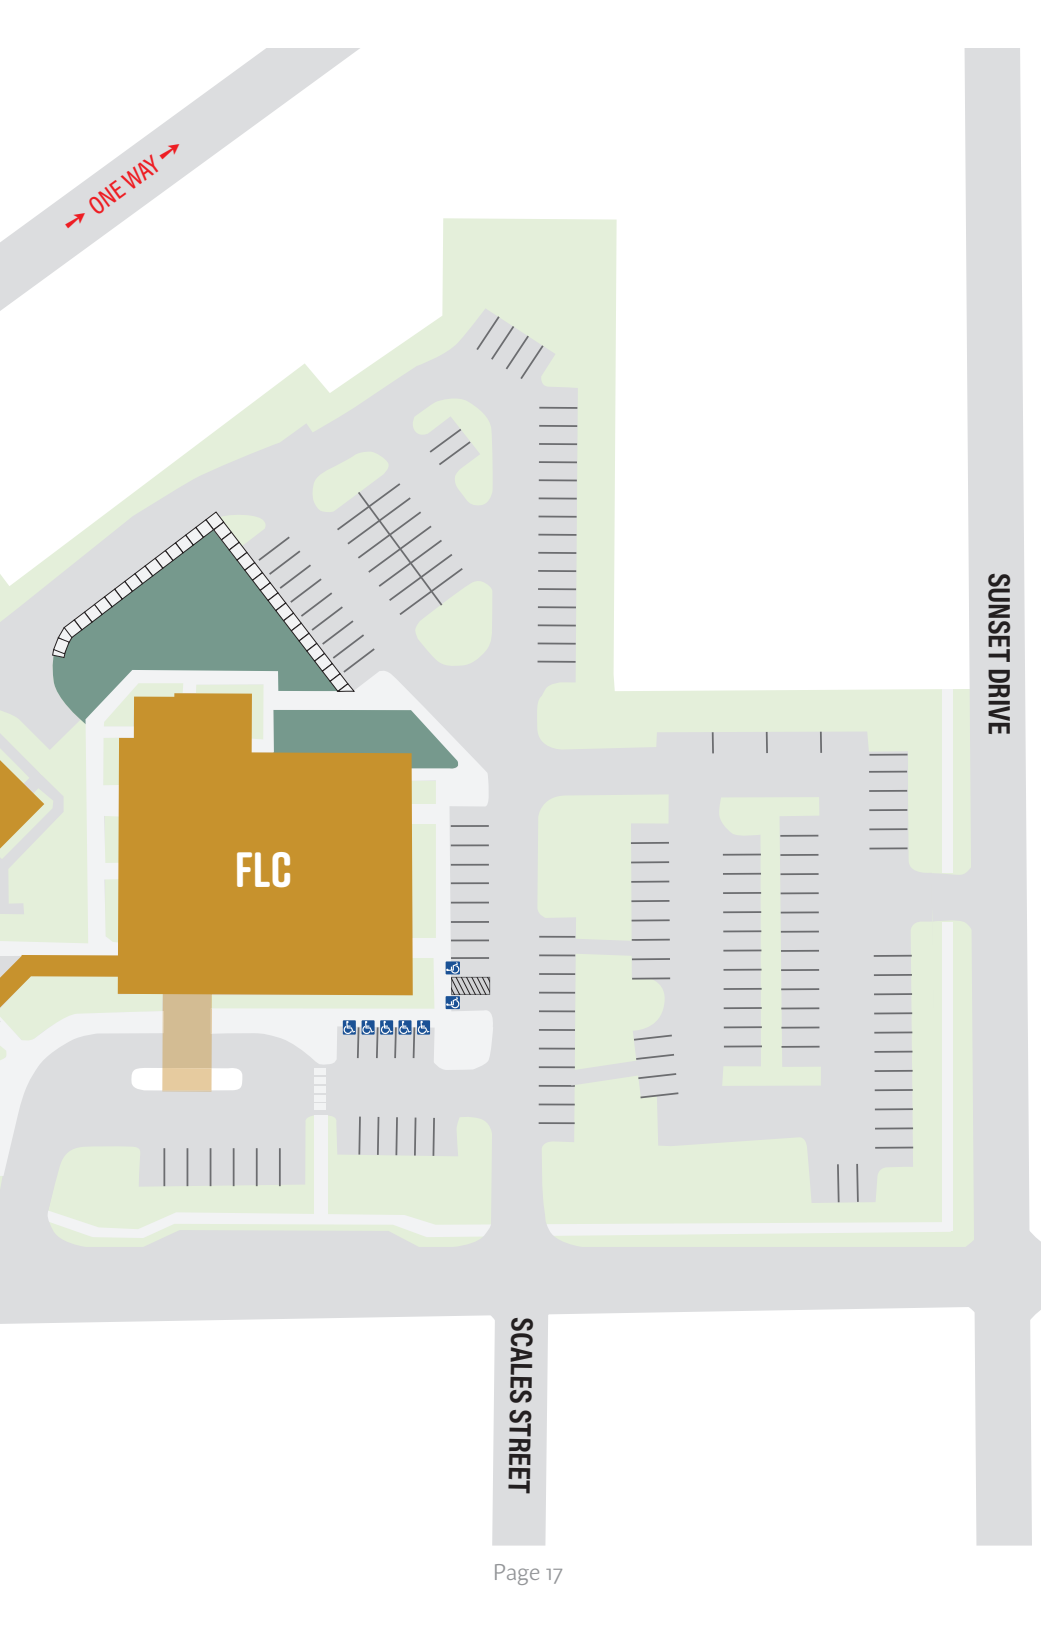 → ONE WAY →
SUNSET DRIVE
FLC
SCALES STREET
Page 17